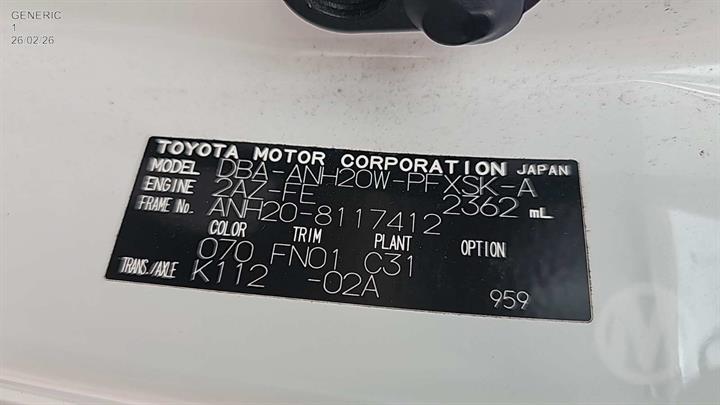 GENERIC
1
26/02/26
TOYOTA MOTOR CORPORATION JAPAN
MODEL DBA-ANH20W-PFXSK-A
ENGINE 2AZ-FE 2362 mL
FRAME No. ANH20-8117412
COLOR TRIM PLANT OPTION
070 FN01 C31
TRANS./AXLE K112 -02A
959
M